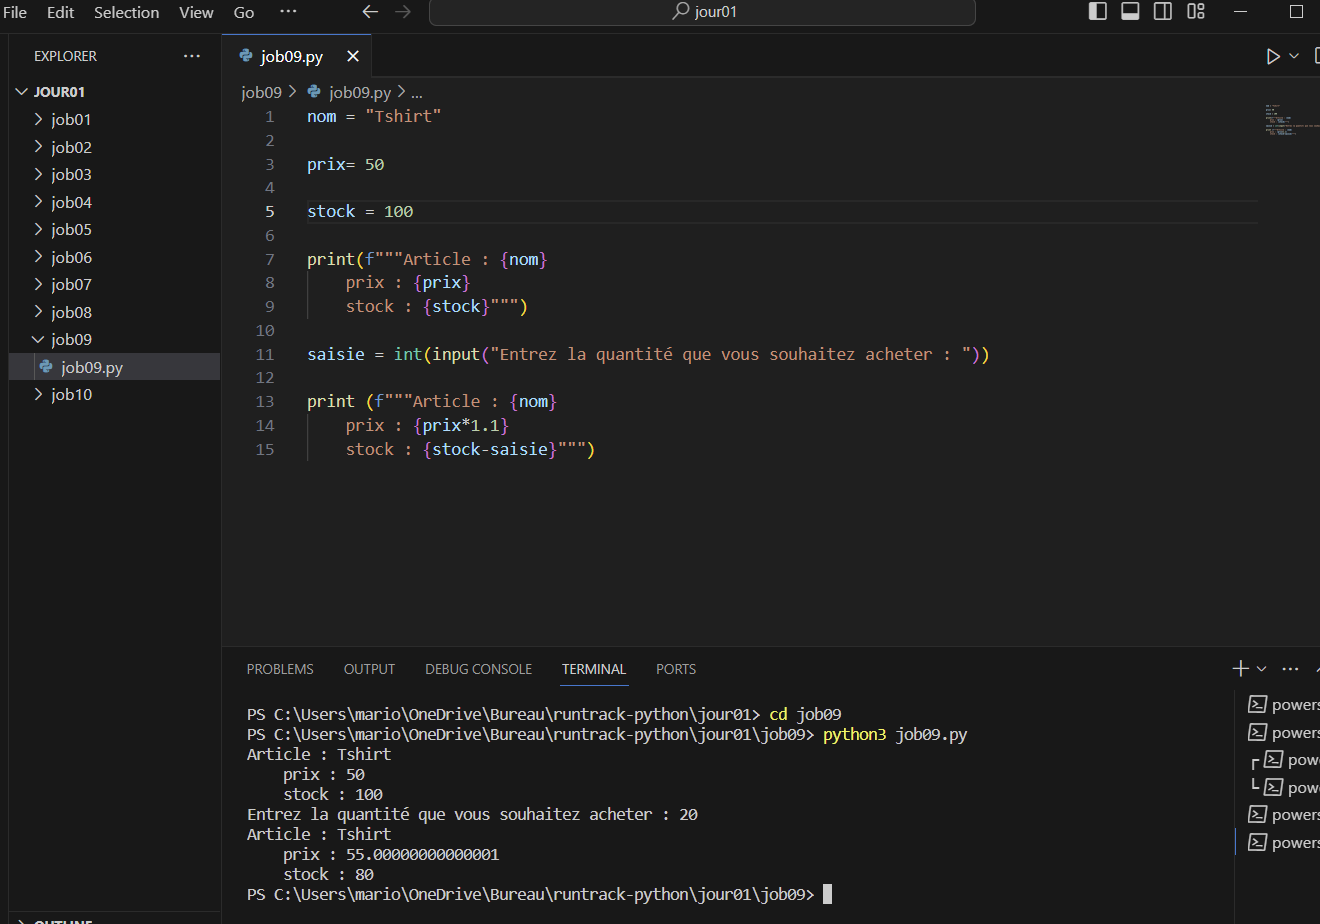 File Edit Selection View Go ··· jour01
EXPLORER ···
job09.py
JOUR01
job01
job02
job03
job04
job05
job06
job07
job08
job09
job09.py
job10
job09 > job09.py > ...
1 nom = "Tshirt"
2
3 prix= 50
4
5 stock = 100
6
7 print(f"""Article : {nom}
8     prix : {prix}
9     stock : {stock}""")
10
11 saisie = int(input("Entrez la quantité que vous souhaitez acheter : "))
12
13 print (f"""Article : {nom}
14     prix : {prix*1.1}
15     stock : {stock-saisie}""")
PROBLEMS OUTPUT DEBUG CONSOLE TERMINAL PORTS
PS C:\Users\mario\OneDrive\Bureau\runtrack-python\jour01> cd job09
PS C:\Users\mario\OneDrive\Bureau\runtrack-python\jour01\job09> python3 job09.py
Article : Tshirt
    prix : 50
    stock : 100
Entrez la quantité que vous souhaitez acheter : 20
Article : Tshirt
    prix : 55.00000000000001
    stock : 80
PS C:\Users\mario\OneDrive\Bureau\runtrack-python\jour01\job09>
powers
powers
pow
pow
powers
powers
OUTLINE